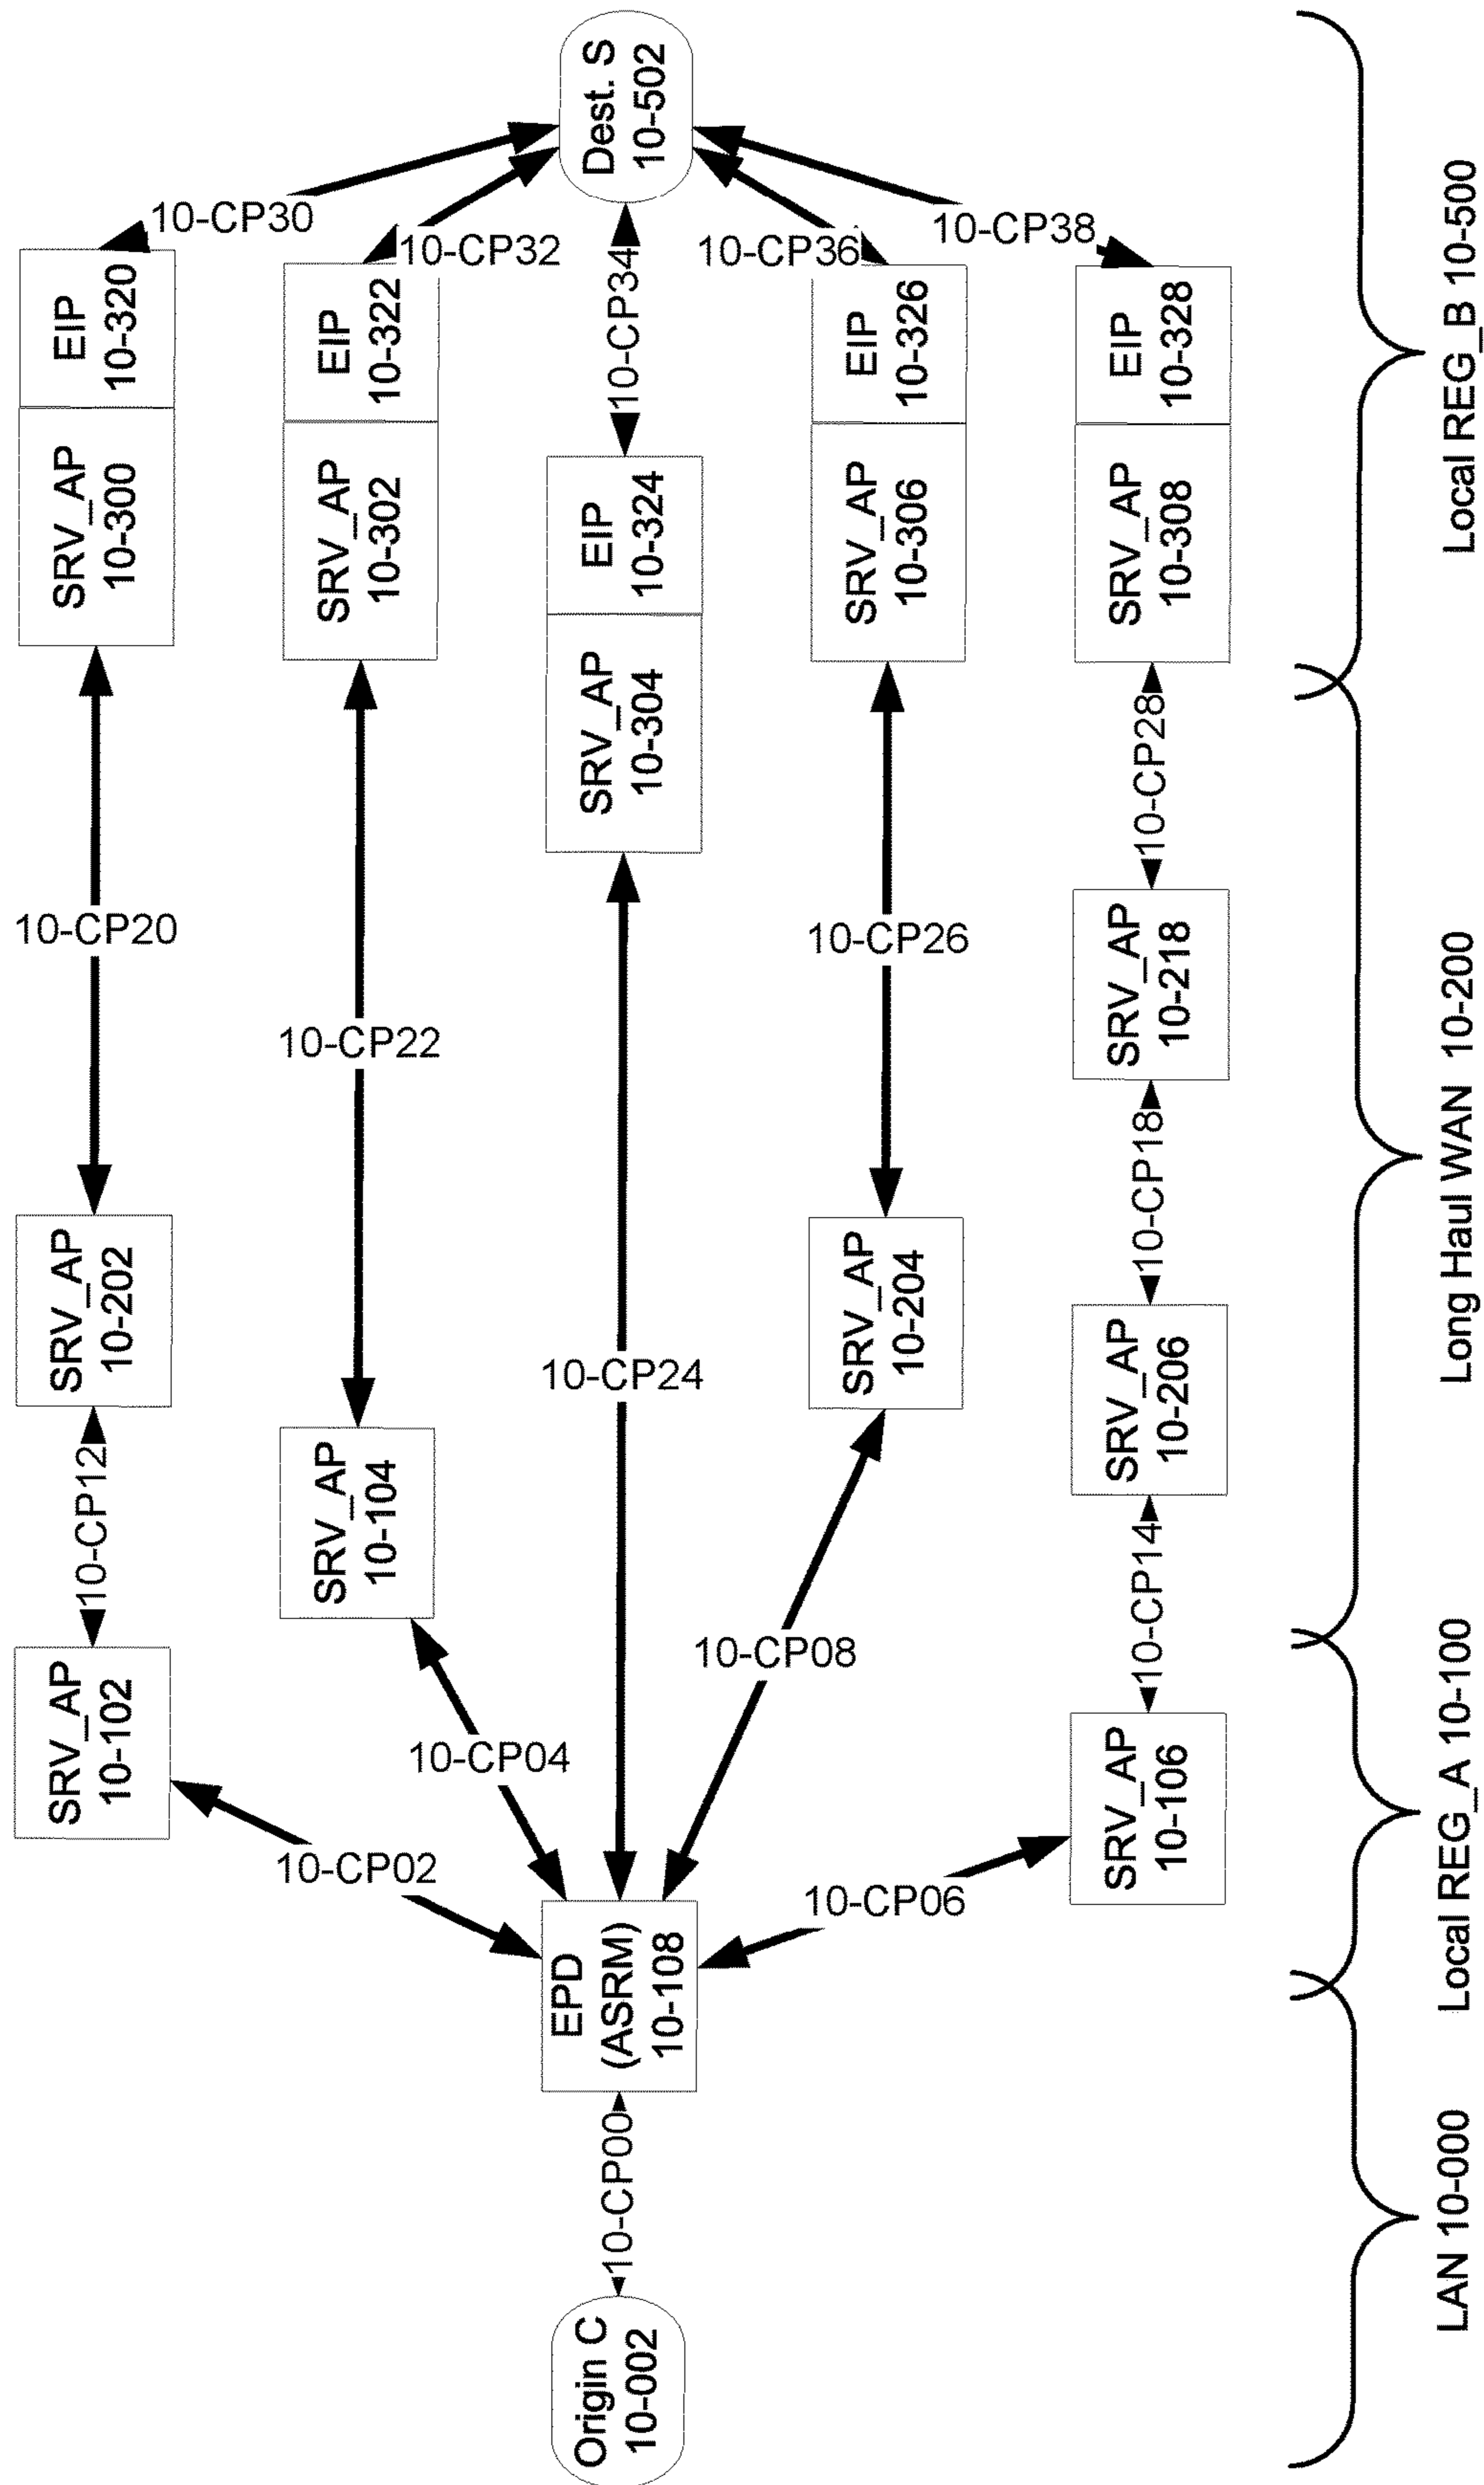 10-CP30
SRV_AP
10-102
10-CP12
SRV_AP
10-202
10-CP20
SRV_AP
10-300
EIP
10-320
10-CP02
10-CP04
SRV_AP
10-104
10-CP22
SRV_AP
10-302
EIP
10-322
10-CP32
Origin C
10-002
10-CP00
EPD
(ASRM)
10-108
10-CP24
SRV_AP
10-304
EIP
10-324
10-CP34
Dest. S
10-502
10-CP08
SRV_AP
10-204
10-CP26
SRV_AP
10-306
EIP
10-326
10-CP36
10-CP06
SRV_AP
10-106
10-CP14
SRV_AP
10-206
10-CP18
SRV_AP
10-218
10-CP28
SRV_AP
10-308
EIP
10-328
10-CP38
LAN 10-000
Local REG_A 10-100
Long Haul WAN 10-200
Local REG_B 10-500